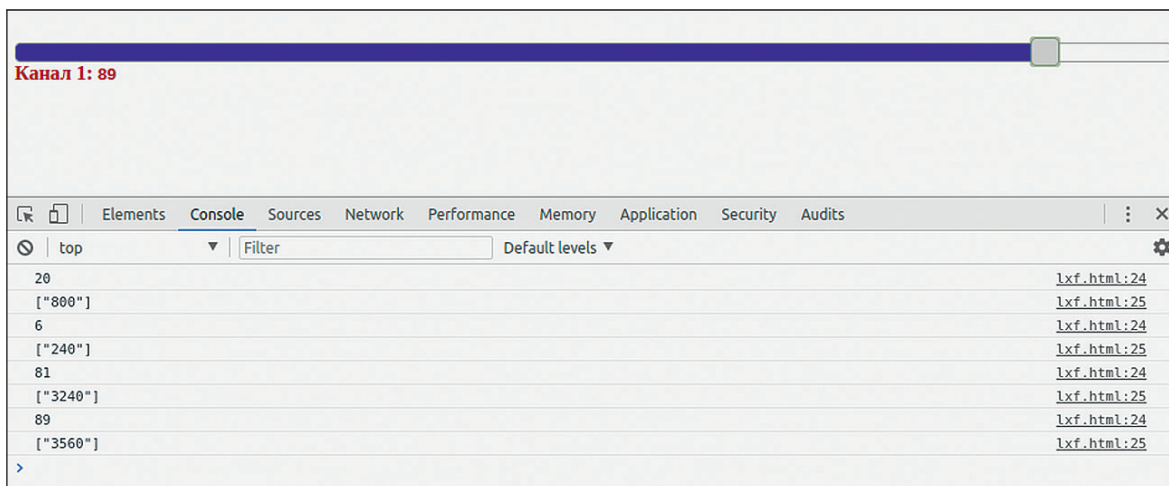 Канал 1: 89
Elements Console Sources Network Performance Memory Application Security Audits
top Filter Default levels
20 lxf.html:24
["800"] lxf.html:25
6 lxf.html:24
["240"] lxf.html:25
81 lxf.html:24
["3240"] lxf.html:25
89 lxf.html:24
["3560"] lxf.html:25